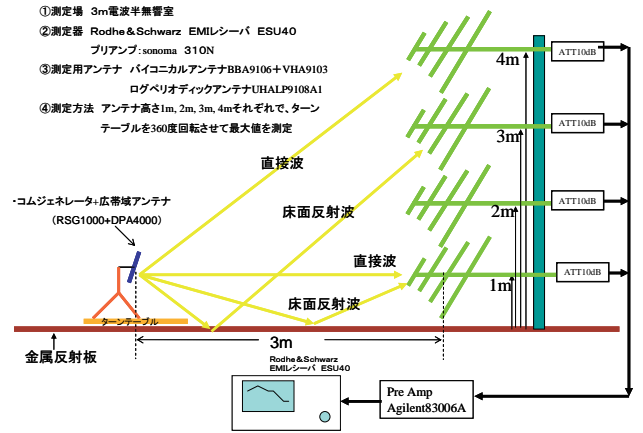 ①測定場 3m電波半無響室
②測定器 Rodhe&Schwarz EMIレシーバ ESU40
プリアンプ:sonoma 310N
③測定用アンテナ バイコニカルアンテナBBA9106+VHA9103
ログペリオディックアンテナUHALP9108A1
④測定方法 アンテナ高さ1m, 2m, 3m, 4mそれぞれで、ターン
テーブルを360度回転させて最大値を測定
4m
ATT10dB
3m
ATT10dB
直接波
・コムジェネレータ+広帯域アンテナ
(RSG1000+DPA4000)
床面反射波
2m
ATT10dB
直接波
1m
ATT10dB
床面反射波
ターンテーブル
金属反射板
3m
Rodhe&Schwarz
EMIレシーバ ESU40
Pre Amp
Agilent83006A